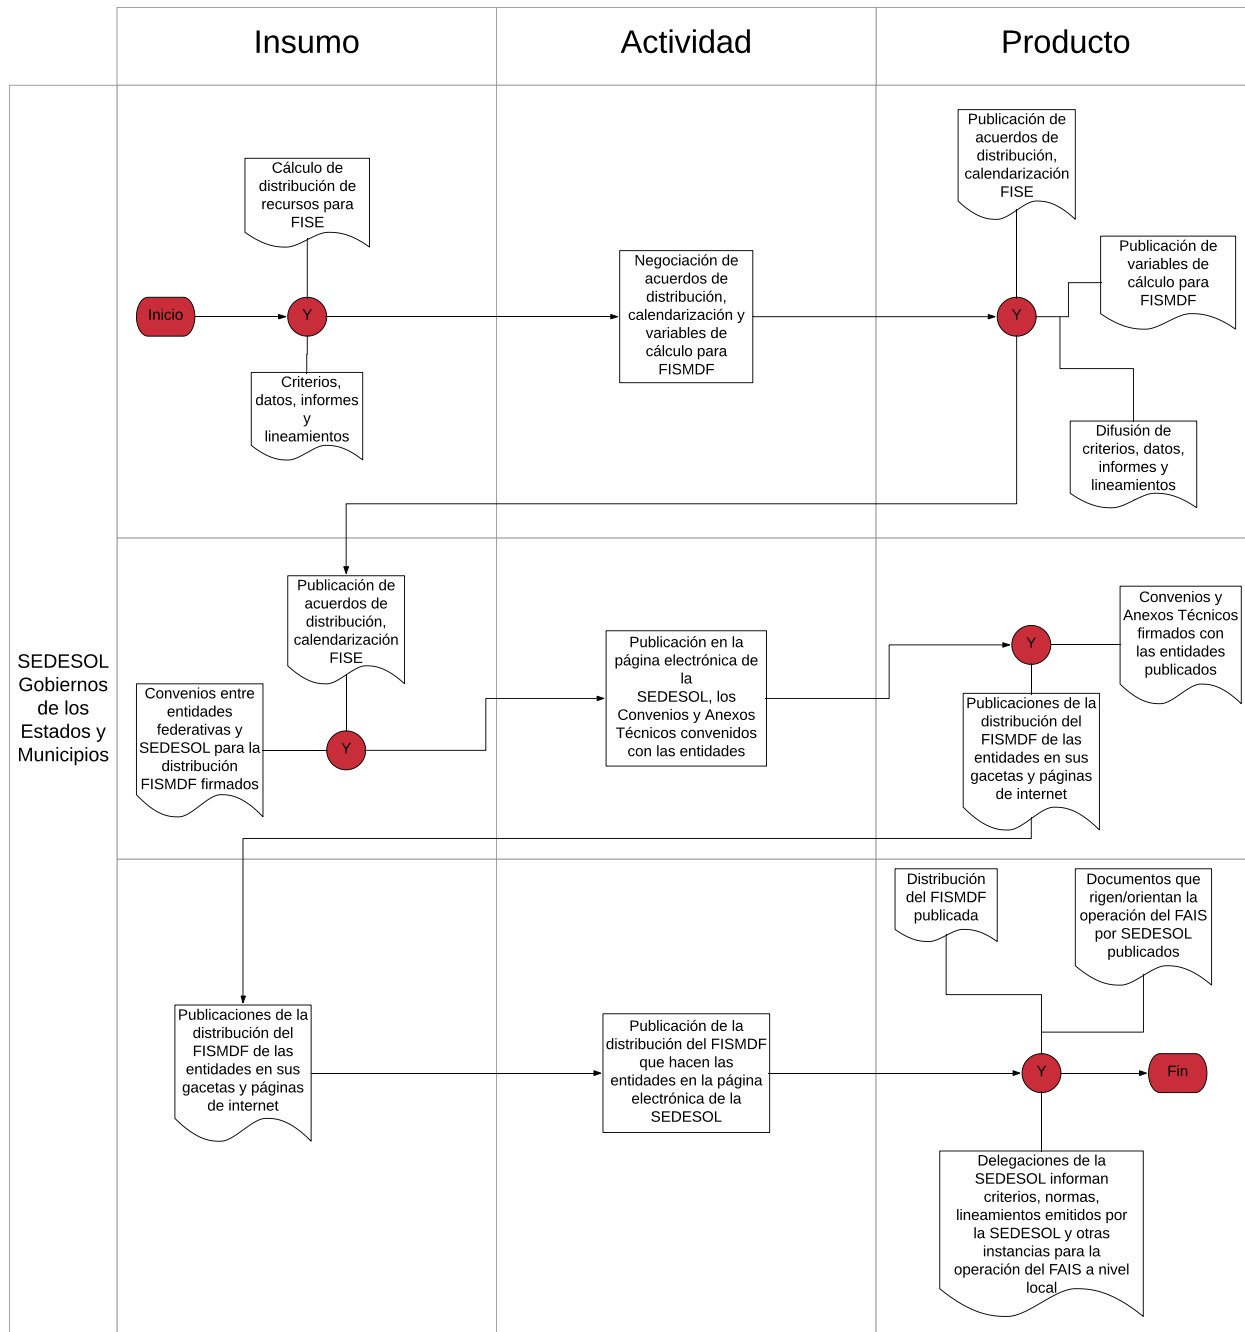 Insumo
Actividad
Producto
SEDESOL
Gobiernos
de los
Estados y
Municipios
Cálculo de
distribución de
recursos para
FISE
Inicio
Y
Criterios,
datos, informes
y
lineamientos
Negociación de
acuerdos de
distribución,
calendarización y
variables de
cálculo para
FISMDF
Publicación de
acuerdos de
distribución,
calendarización
FISE
Y
Publicación de
variables de
cálculo para
FISMDF
Difusión de
criterios, datos,
informes y
lineamientos
Publicación de
acuerdos de
distribución,
calendarización
FISE
Convenios entre
entidades
federativas y
SEDESOL para la
distribución
FISMDF firmados
Y
Publicación en la
página electrónica de
la
SEDESOL, los
Convenios y Anexos
Técnicos convenidos
con las entidades
Y
Convenios y
Anexos Técnicos
firmados con
las entidades
publicados
Publicaciones de la
distribución del
FISMDF de las
entidades en sus
gacetas y páginas
de internet
Publicaciones de la
distribución del
FISMDF de las
entidades en sus
gacetas y páginas
de internet
Publicación de la
distribución del FISMDF
que hacen las
entidades en la página
electrónica de la
SEDESOL
Distribución
del FISMDF
publicada
Documentos que
rigen/orientan la
operación del FAIS
por SEDESOL
publicados
Y
Fin
Delegaciones de la
SEDESOL informan
criterios, normas,
lineamientos emitidos por
la SEDESOL y otras
instancias para la
operación del FAIS a nivel
local